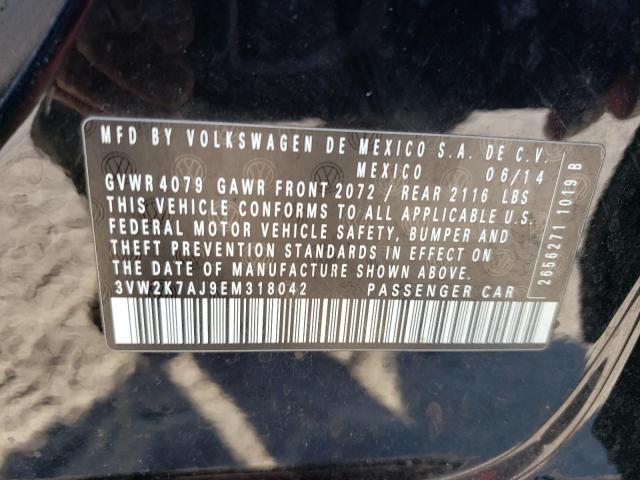 MFD BY VOLKSWAGEN DE MEXICO S.A. DE C.V.
MEXICO 06/14
GVWR 4079 GAWR FRONT 2072 / REAR 2116 LBS
THIS VEHICLE CONFORMS TO ALL APPLICABLE U.S.
FEDERAL MOTOR VEHICLE SAFETY, BUMPER AND
THEFT PREVENTION STANDARDS IN EFFECT ON
THE DATE OF MANUFACTURE SHOWN ABOVE.
3VW2K7AJ9EM318042 PASSENGER CAR
2656271 1019 B